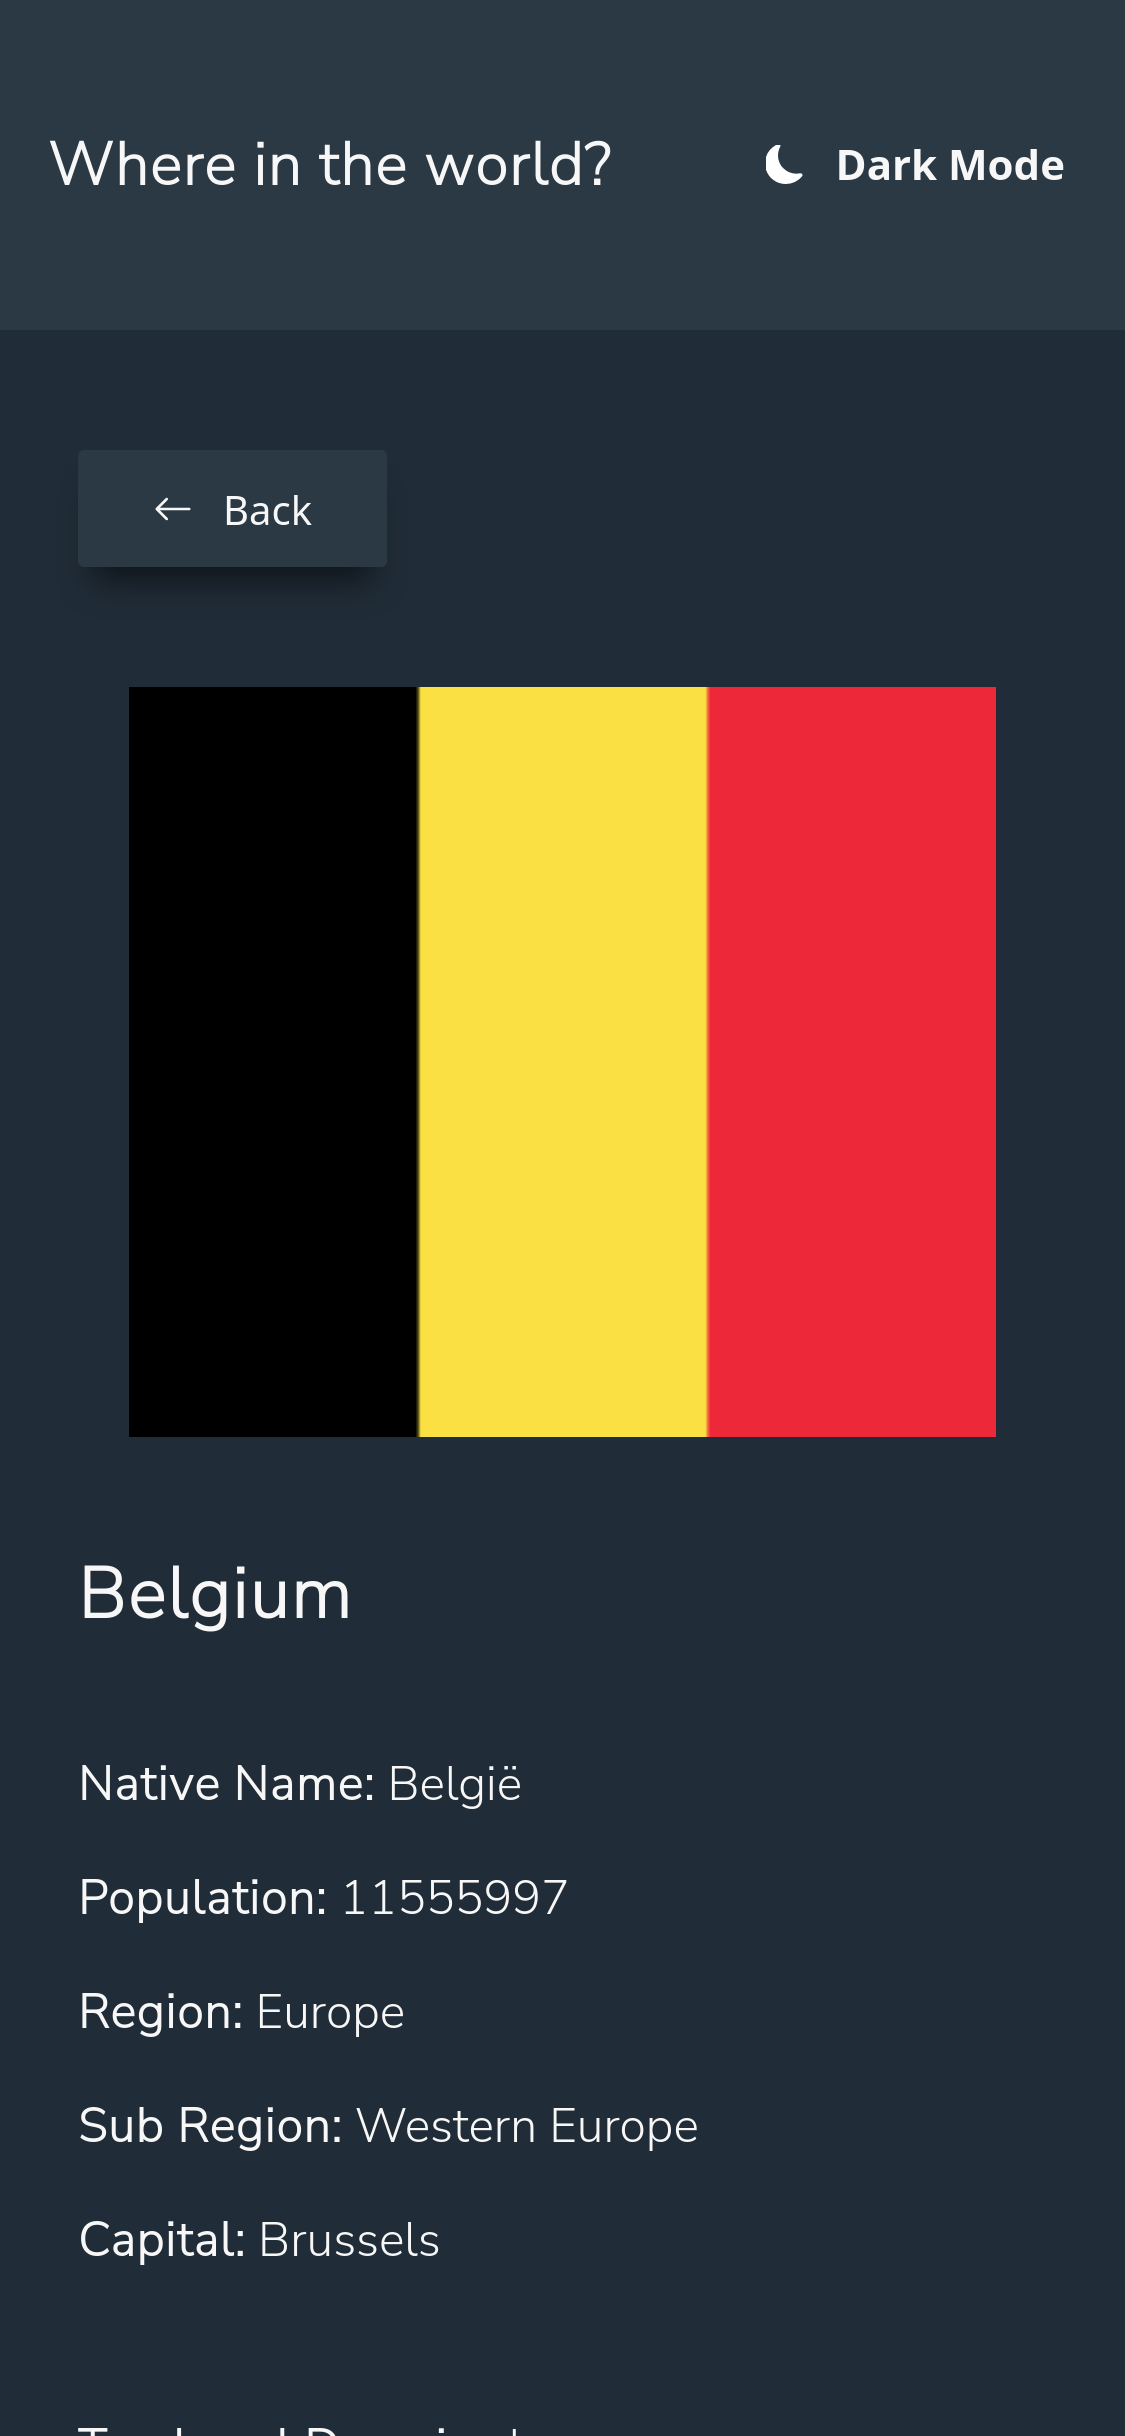 Where in the world?
Dark Mode
Back
Belgium
Native Name: België
Population: 11555997
Region: Europe
Sub Region: Western Europe
Capital: Brussels